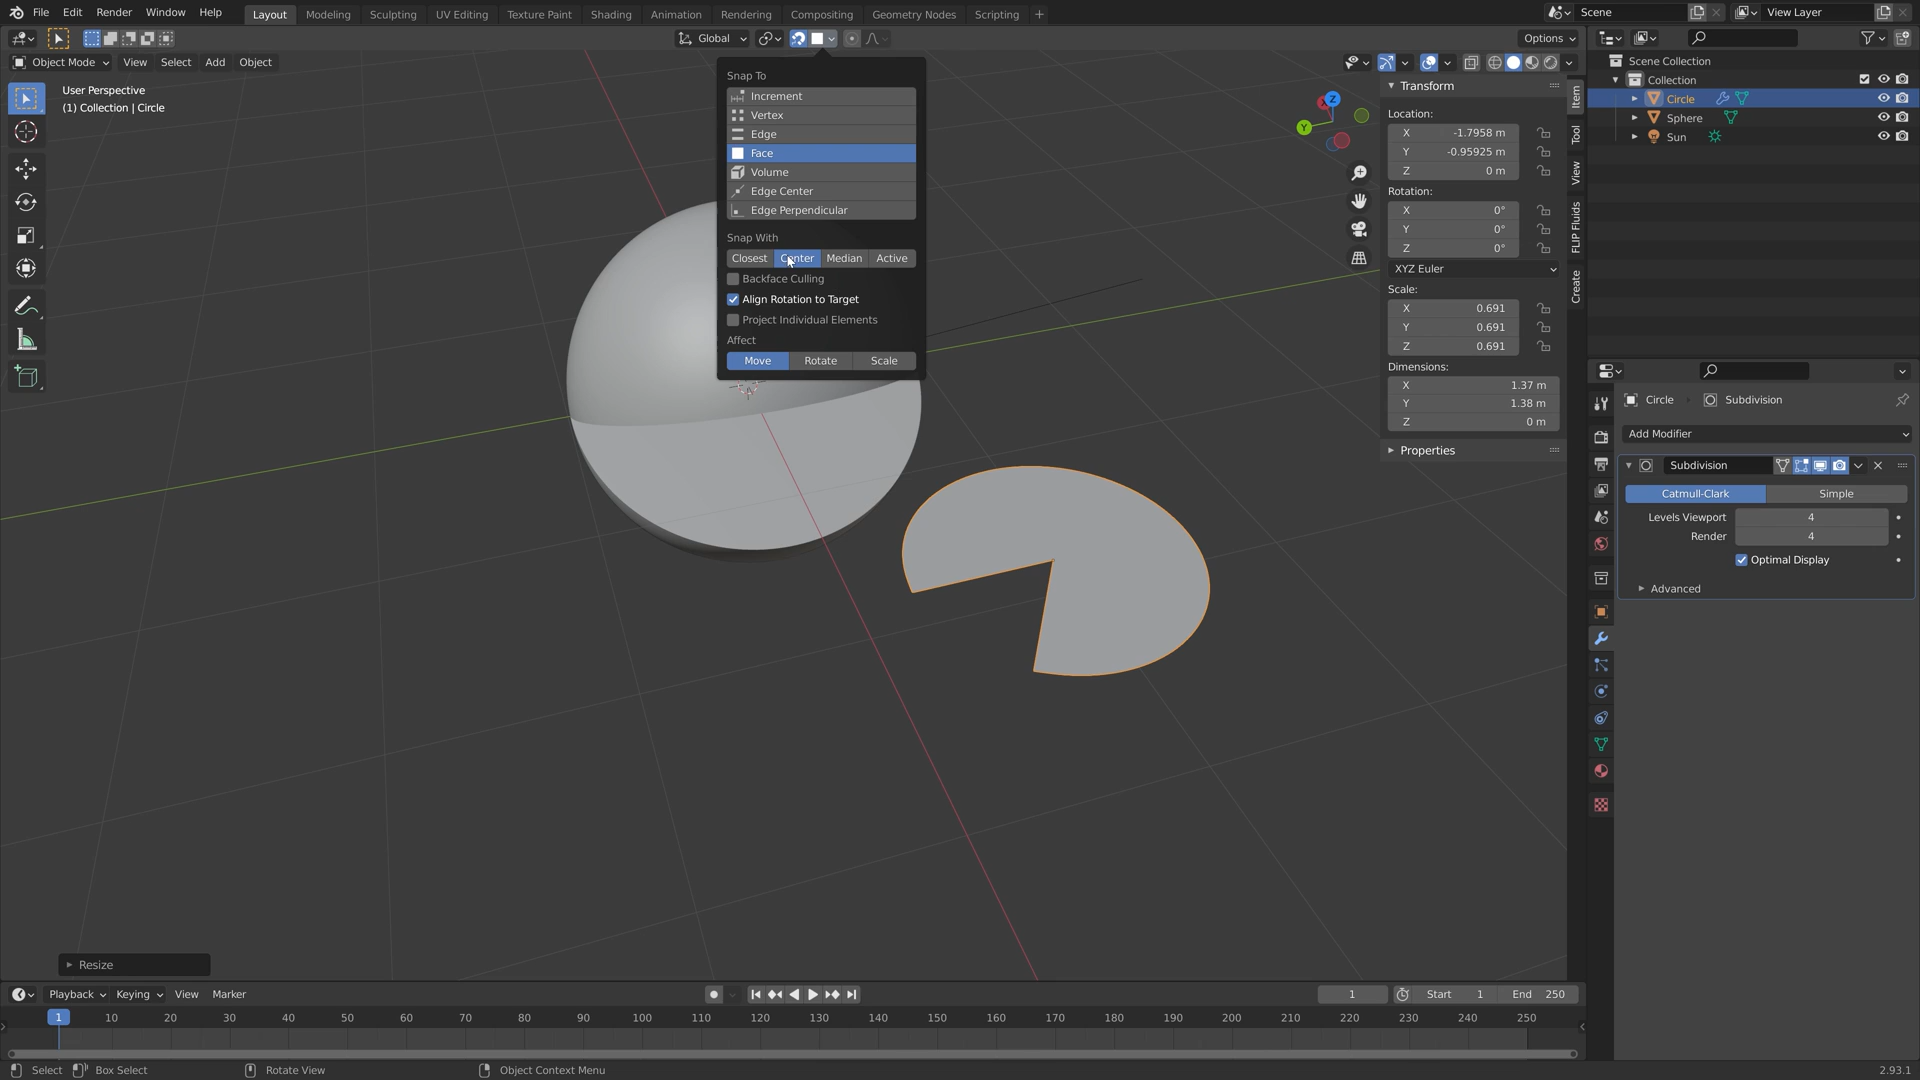 File Edit Render Window Help Layout Modeling Sculpting UV Editing Texture Paint Shading Animation Rendering Compositing Geometry Nodes Scripting + Scene View Layer
Global Options
Object Mode View Select Add Object
User Perspective
(1) Collection | Circle
Snap To
Increment
Vertex
Edge
Face
Volume
Edge Center
Edge Perpendicular
Snap With
Closest Center Median Active
Backface Culling
Align Rotation to Target
Project Individual Elements
Affect
Move Rotate Scale
X
Z
Y
Transform
Location:
X -1.7958 m
Y -0.95925 m
Z 0 m
Rotation:
X 0°
Y 0°
Z 0°
XYZ Euler
Scale:
X 0.691
Y 0.691
Z 0.691
Dimensions:
X 1.37 m
Y 1.38 m
Z 0 m
Properties
Item
Tool
View
FLIP Fluids
Create
Scene Collection
Collection
Circle
Sphere
Sun
Circle Subdivision
Add Modifier
Subdivision
Catmull-Clark Simple
Levels Viewport 4
Render 4
Optimal Display
Advanced
Resize
Playback Keying View Marker 1 Start 1 End 250
1 10 20 30 40 50 60 70 80 90 100 110 120 130 140 150 160 170 180 190 200 210 220 230 240 250
Select Box Select Rotate View Object Context Menu 2.93.1